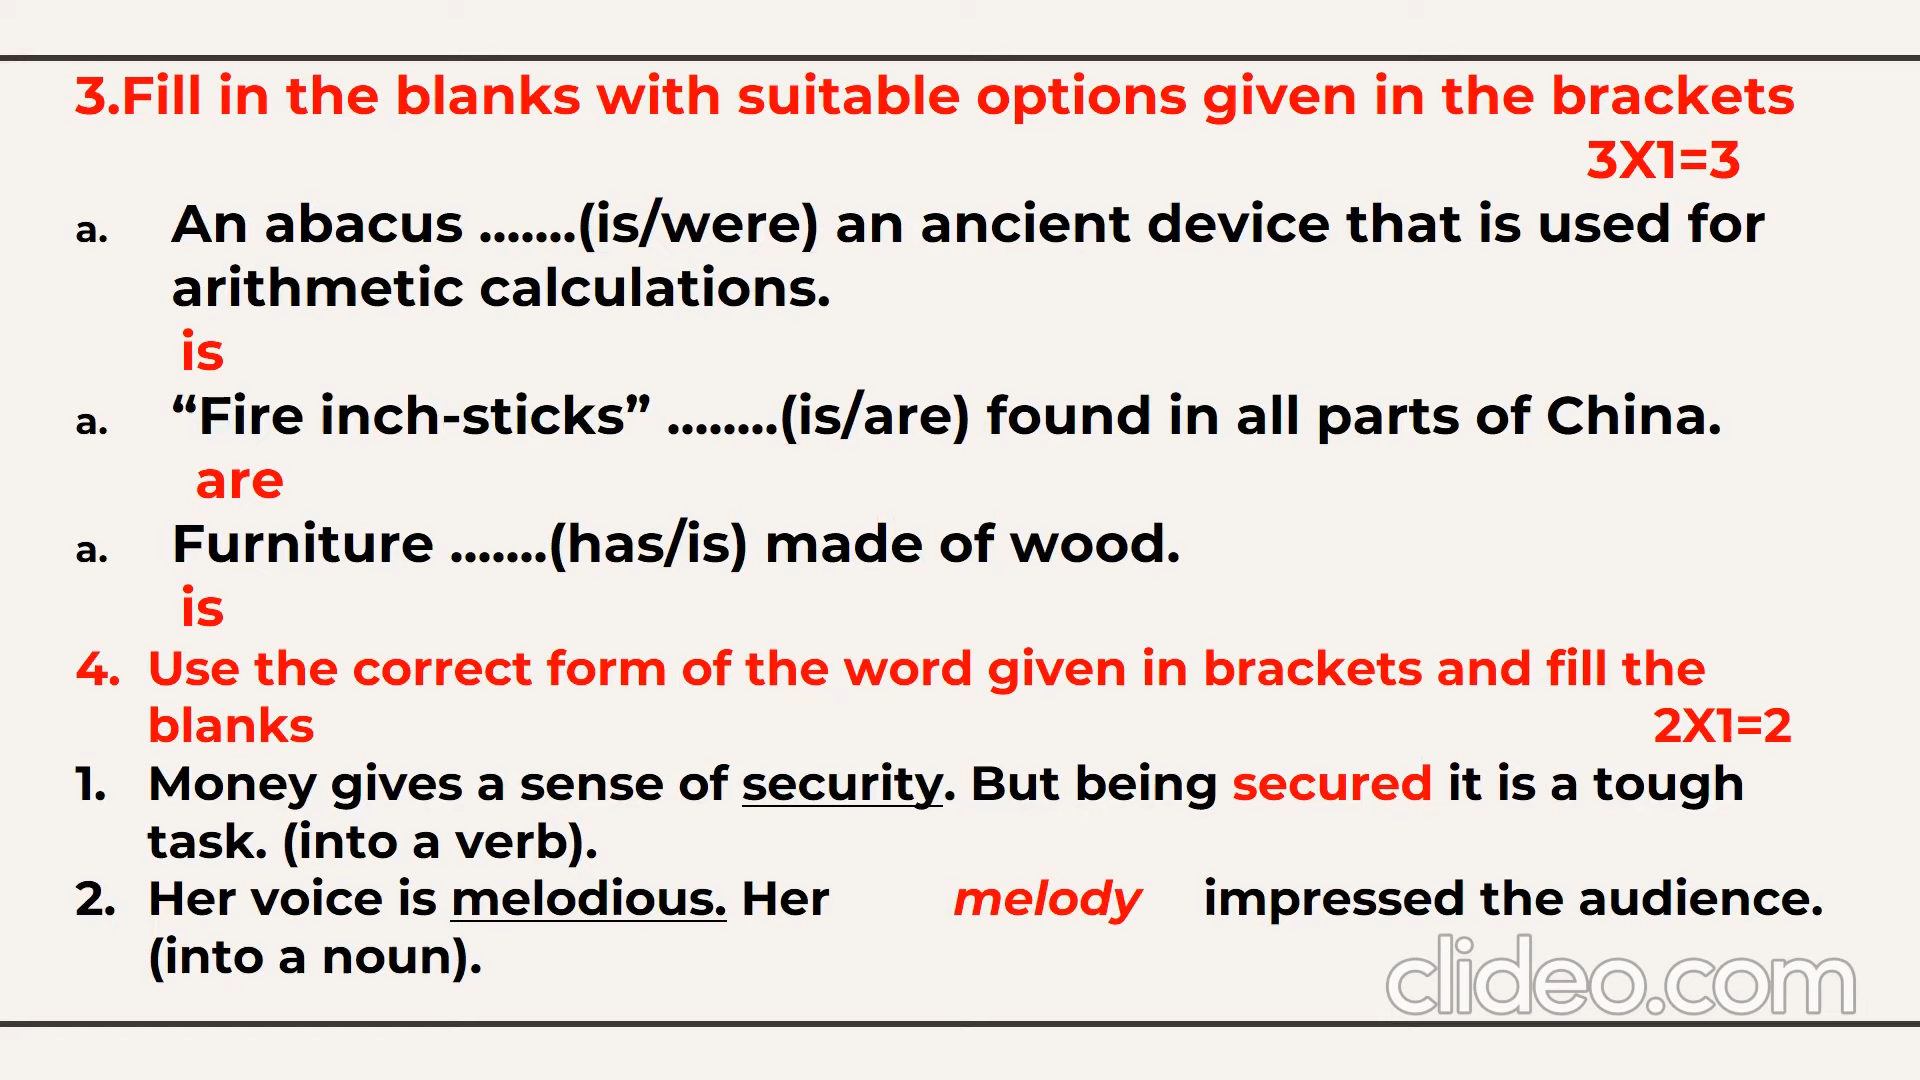 3.Fill in the blanks with suitable options given in the brackets
3X1=3
a. An abacus .......(is/were) an ancient device that is used for
arithmetic calculations.
is
a. “Fire inch-sticks” ........(is/are) found in all parts of China.
are
a. Furniture .......(has/is) made of wood.
is
4. Use the correct form of the word given in brackets and fill the
blanks 2X1=2
1. Money gives a sense of security. But being secured it is a tough
task. (into a verb).
2. Her voice is melodious. Her melody impressed the audience.
(into a noun).
clideo.com